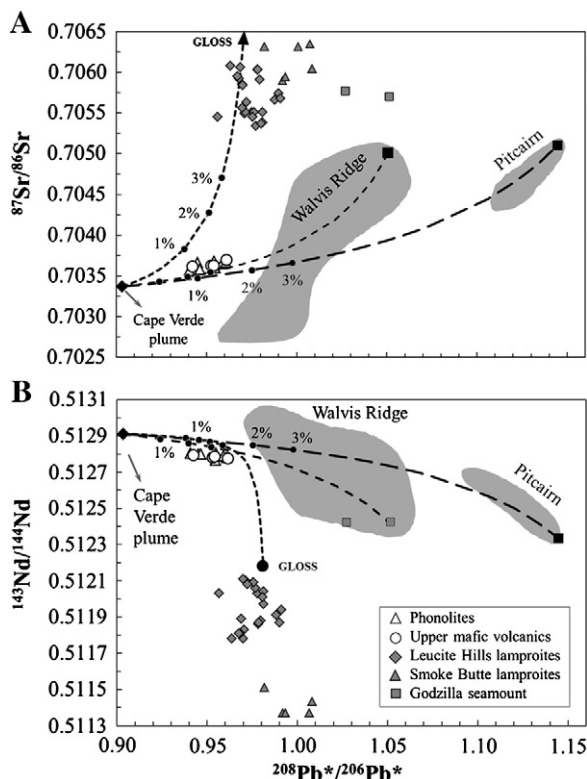 A
0.7065
0.7060
0.7055
0.7050
0.7045
0.7040
0.7035
0.7030
0.7025
87Sr/86Sr
GLOSS
3%
2%
1%
Walvis Ridge
Pitcairn
1%
2%
3%
Cape Verde
plume
B
0.5131
0.5129
0.5127
0.5125
0.5123
0.5121
0.5119
0.5117
0.5115
0.5113
143Nd/144Nd
Walvis Ridge
1%
2%
3%
1%
Pitcairn
Cape
Verde
plume
GLOSS
Phonolites
Upper mafic volcanics
Leucite Hills lamproites
Smoke Butte lamproites
Godzilla seamount
0.90
0.95
1.00
1.05
1.10
1.15
208Pb*/206Pb*